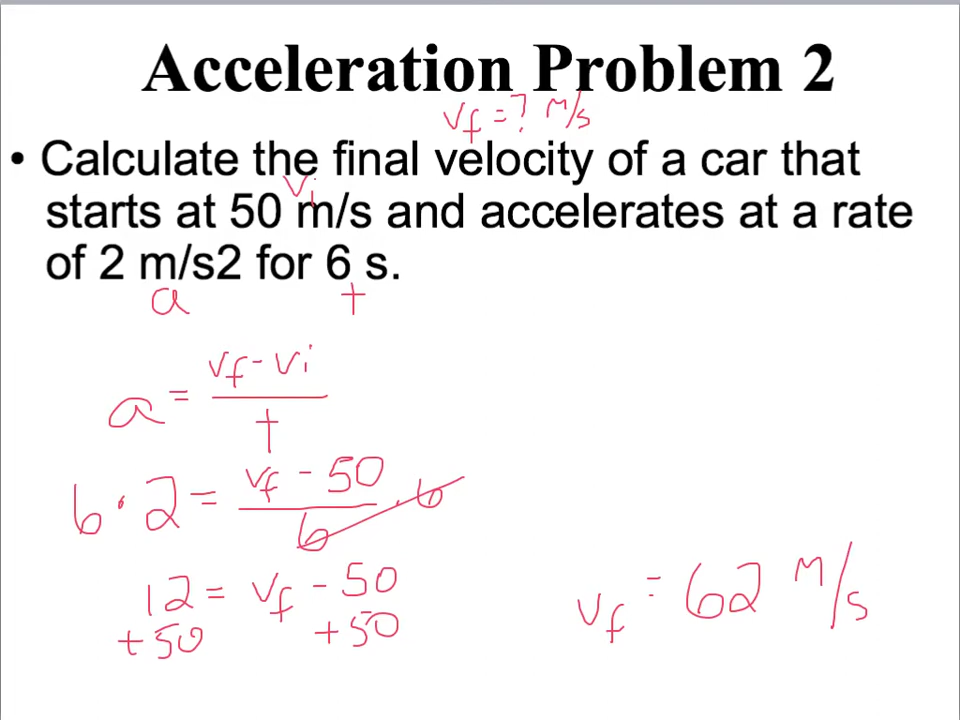 Acceleration Problem 2
vf = ? m/s
• Calculate the final velocity of a car that
vi
starts at 50 m/s and accelerates at a rate
of 2 m/s2 for 6 s.
a t
a = vf - vi / t
6 · 2 = vf - 50 / 6 · 6
12 = vf - 50
+50 +50
vf = 62 m/s